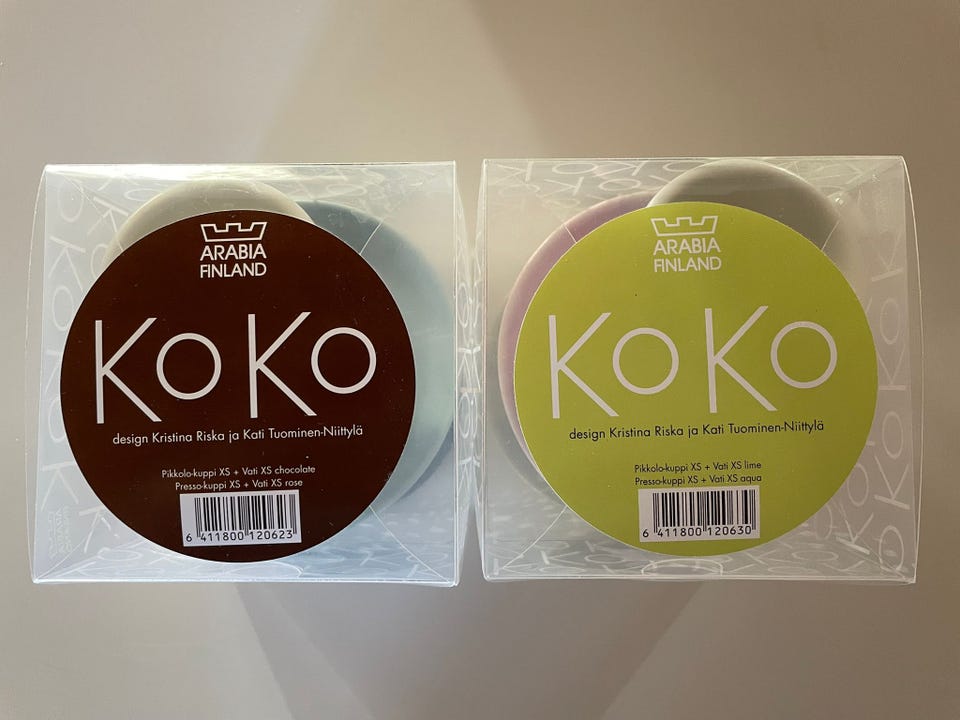 ARABIA
FINLAND
KoKo
design Kristina Riska ja Kati Tuominen-Niittylä
Pikkolo-kuppi XS + Vati XS chocolate
Presso-kuppi XS + Vati XS rose
6 411800 120623
ARABIA
FINLAND
KoKo
design Kristina Riska ja Kati Tuominen-Niittylä
Pikkolo-kuppi XS + Vati XS lime
Presso-kuppi XS + Vati XS aqua
6 411800 120630